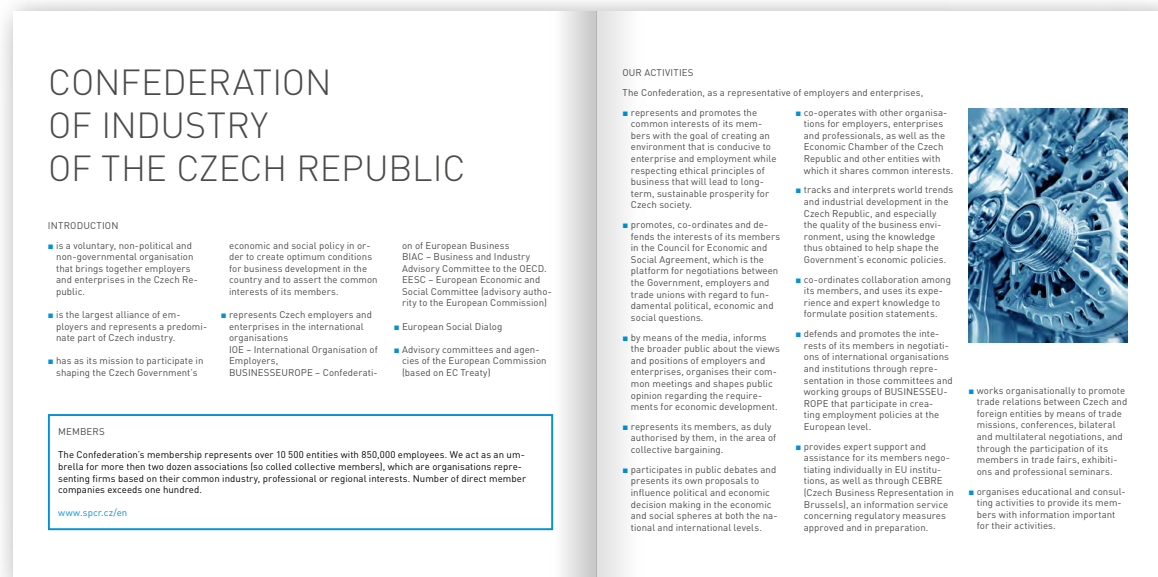 CONFEDERATION
OF INDUSTRY
OF THE CZECH REPUBLIC
INTRODUCTION
■ is a voluntary, non-political and
non-governmental organisation
that brings together employers
and enterprises in the Czech Re-
public.
■ is the largest alliance of em-
ployers and represents a predomi-
nate part of Czech industry.
■ has as its mission to participate in
shaping the Czech Government's
economic and social policy in or-
der to create optimum conditions
for business development in the
country and to assert the common
interests of its members.
■ represents Czech employers and
enterprises in the international
organisations
IOE – International Organisation of
Employers,
BUSINESSEUROPE – Confederati-
on of European Business
BIAC – Business and Industry
Advisory Committee to the OECD.
EESC – European Economic and
Social Committee (advisory autho-
rity to the European Commission)
■ European Social Dialog
■ Advisory committees and agen-
cies of the European Commission
(based on EC Treaty)
MEMBERS
The Confederation's membership represents over 10 500 entities with 850,000 employees. We act as an um-
brella for more then two dozen associations (so colled collective members), which are organisations repre-
senting firms based on their common industry, professional or regional interests. Number of direct member
companies exceeds one hundred.
www.spcr.cz/en
OUR ACTIVITIES
The Confederation, as a representative of employers and enterprises,
■ represents and promotes the
common interests of its mem-
bers with the goal of creating an
environment that is conducive to
enterprise and employment while
respecting ethical principles of
business that will lead to long-
term, sustainable prosperity for
Czech society.
■ promotes, co-ordinates and de-
fends the interests of its members
in the Council for Economic and
Social Agreement, which is the
platform for negotiations between
the Government, employers and
trade unions with regard to fun-
damental political, economic and
social questions.
■ by means of the media, informs
the broader public about the views
and positions of employers and
enterprises, organises their com-
mon meetings and shapes public
opinion regarding the require-
ments for economic development.
■ represents its members, as duly
authorised by them, in the area of
collective bargaining.
■ participates in public debates and
presents its own proposals to
influence political and economic
decision making in the economic
and social spheres at both the na-
tional and international levels.
■ co-operates with other organisa-
tions for employers, enterprises
and professionals, as well as the
Economic Chamber of the Czech
Republic and other entities with
which it shares common interests.
■ tracks and interprets world trends
and industrial development in the
Czech Republic, and especially
the quality of the business envi-
ronment, using the knowledge
thus obtained to help shape the
Government's economic policies.
■ co-ordinates collaboration among
its members, and uses its expe-
rience and expert knowledge to
formulate position statements.
■ defends and promotes the inte-
rests of its members in negotiati-
ons of international organisations
and institutions through repre-
sentation in those committees and
working groups of BUSINESSEU-
ROPE that participate in crea-
ting employment policies at the
European level.
■ provides expert support and
assistance for its members nego-
tiating individually in EU institu-
tions, as well as through CEBRE
(Czech Business Representation in
Brussels), an information service
concerning regulatory measures
approved and in preparation.
■ works organisationally to promote
trade relations between Czech and
foreign entities by means of trade
missions, conferences, bilateral
and multilateral negotiations, and
through the participation of its
members in trade fairs, exhibiti-
ons and professional seminars.
■ organises educational and consul-
ting activities to provide its mem-
bers with information important
for their activities.